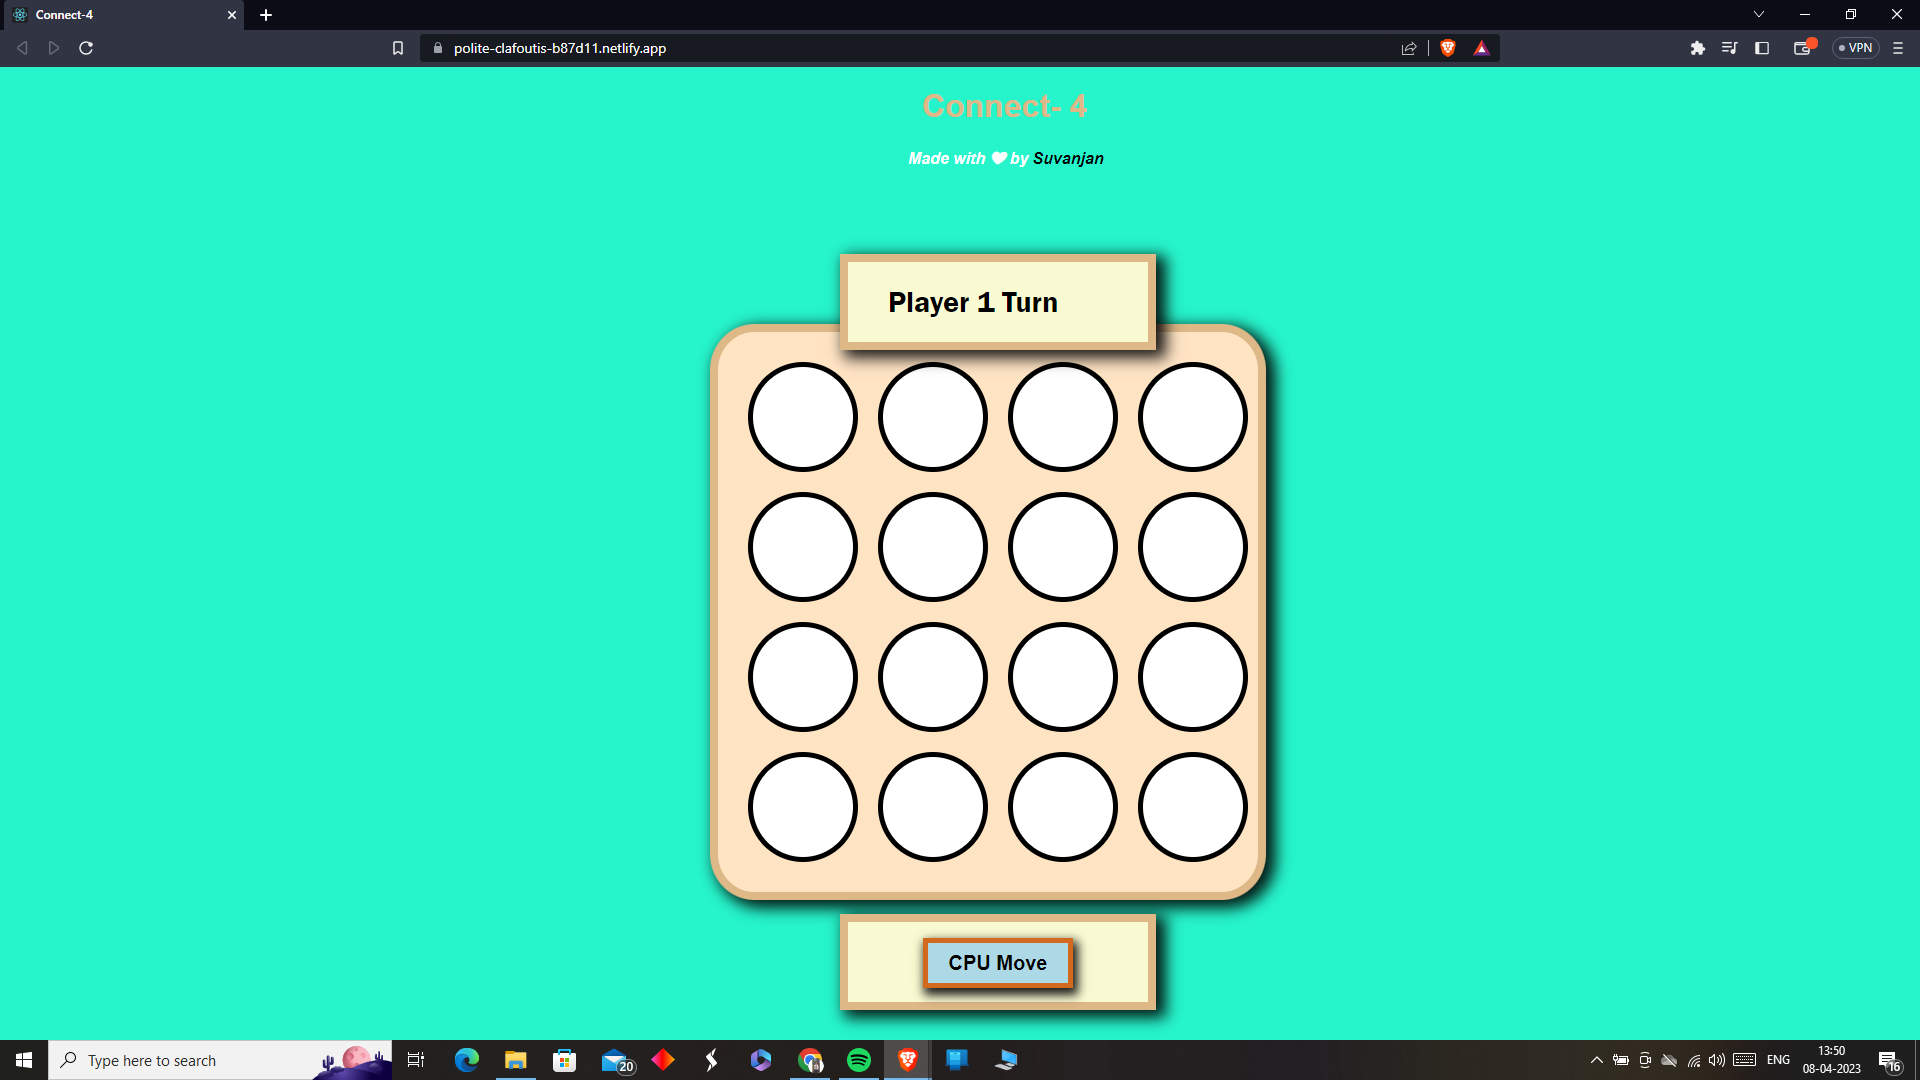 Connect-4
polite-clafoutis-b87d11.netlify.app
VPN
Connect- 4
Made with ❤ by Suvanjan
Player 1 Turn
CPU Move
Type here to search
20
ENG
13:50
08-04-2023
16